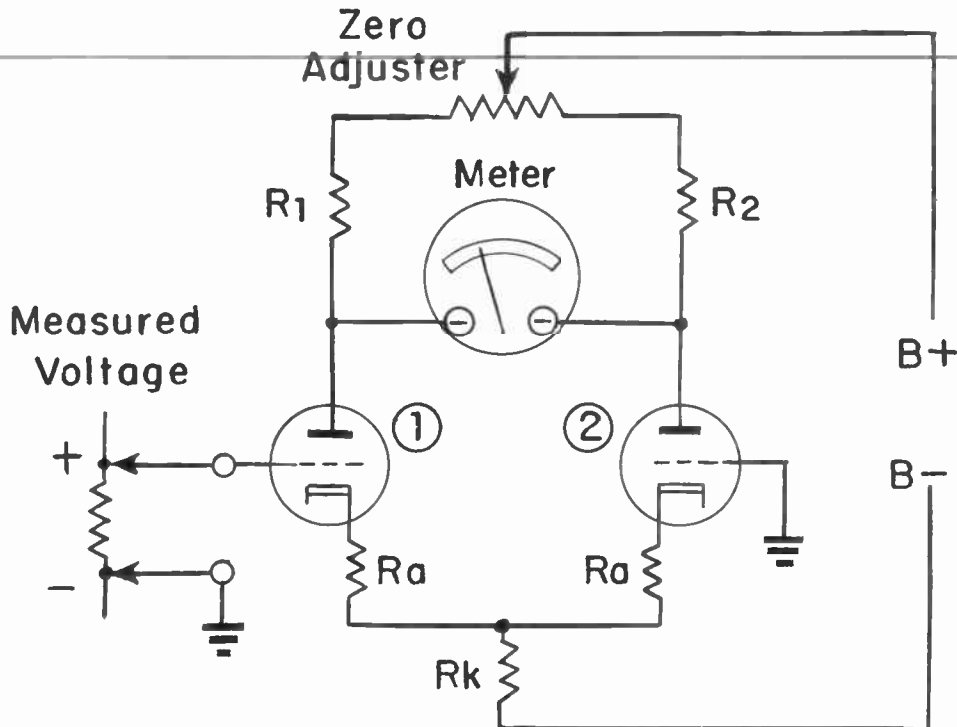 Zero
Adjuster
Meter
R1
R2
Measured
Voltage
B+
1
2
+
B-
-
-
-
Ra
Ra
Rk